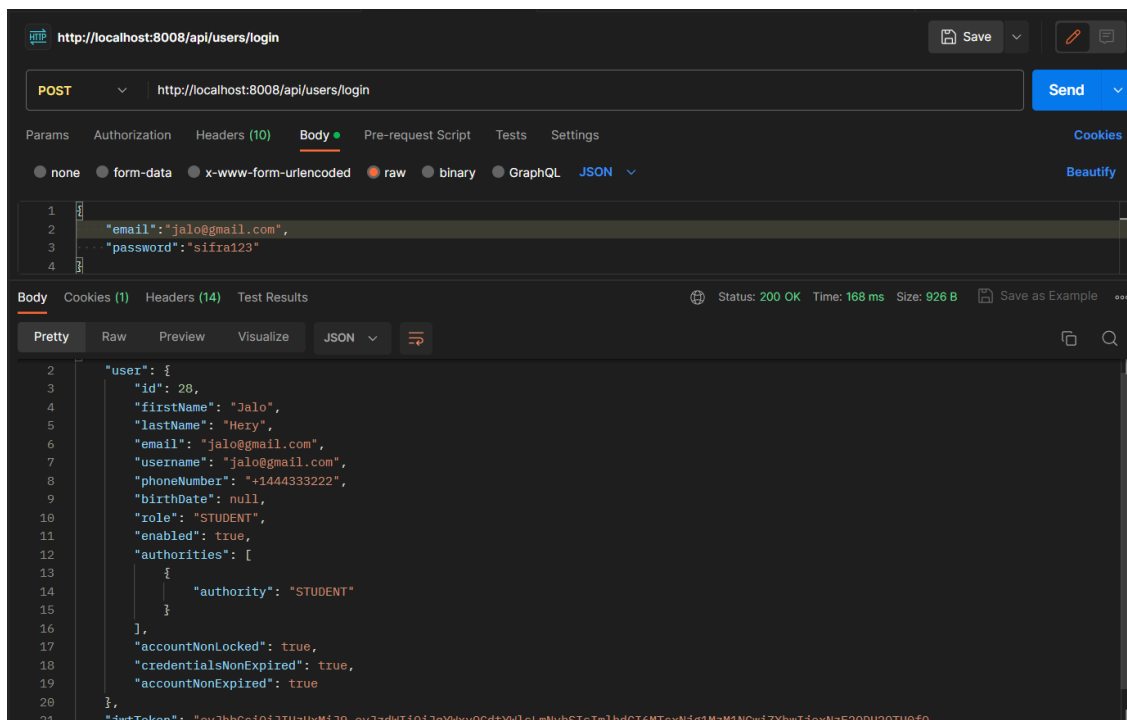 HTTP http://localhost:8008/api/users/login Save
POST http://localhost:8008/api/users/login Send
Params Authorization Headers (10) Body Pre-request Script Tests Settings Cookies
none form-data x-www-form-urlencoded raw binary GraphQL JSON Beautify
1 {
2 "email":"jalo@gmail.com",
3 "password":"sifra123"
4 }
Body Cookies (1) Headers (14) Test Results Status: 200 OK Time: 168 ms Size: 926 B Save as Example
Pretty Raw Preview Visualize JSON
2 "user": {
3 "id": 28,
4 "firstName": "Jalo",
5 "lastName": "Hery",
6 "email": "jalo@gmail.com",
7 "username": "jalo@gmail.com",
8 "phoneNumber": "+1444333222",
9 "birthDate": null,
10 "role": "STUDENT",
11 "enabled": true,
12 "authorities": [
13 {
14 "authority": "STUDENT"
15 }
16 ],
17 "accountNonLocked": true,
18 "credentialsNonExpired": true,
19 "accountNonExpired": true
20 },
21 "jwtToken":